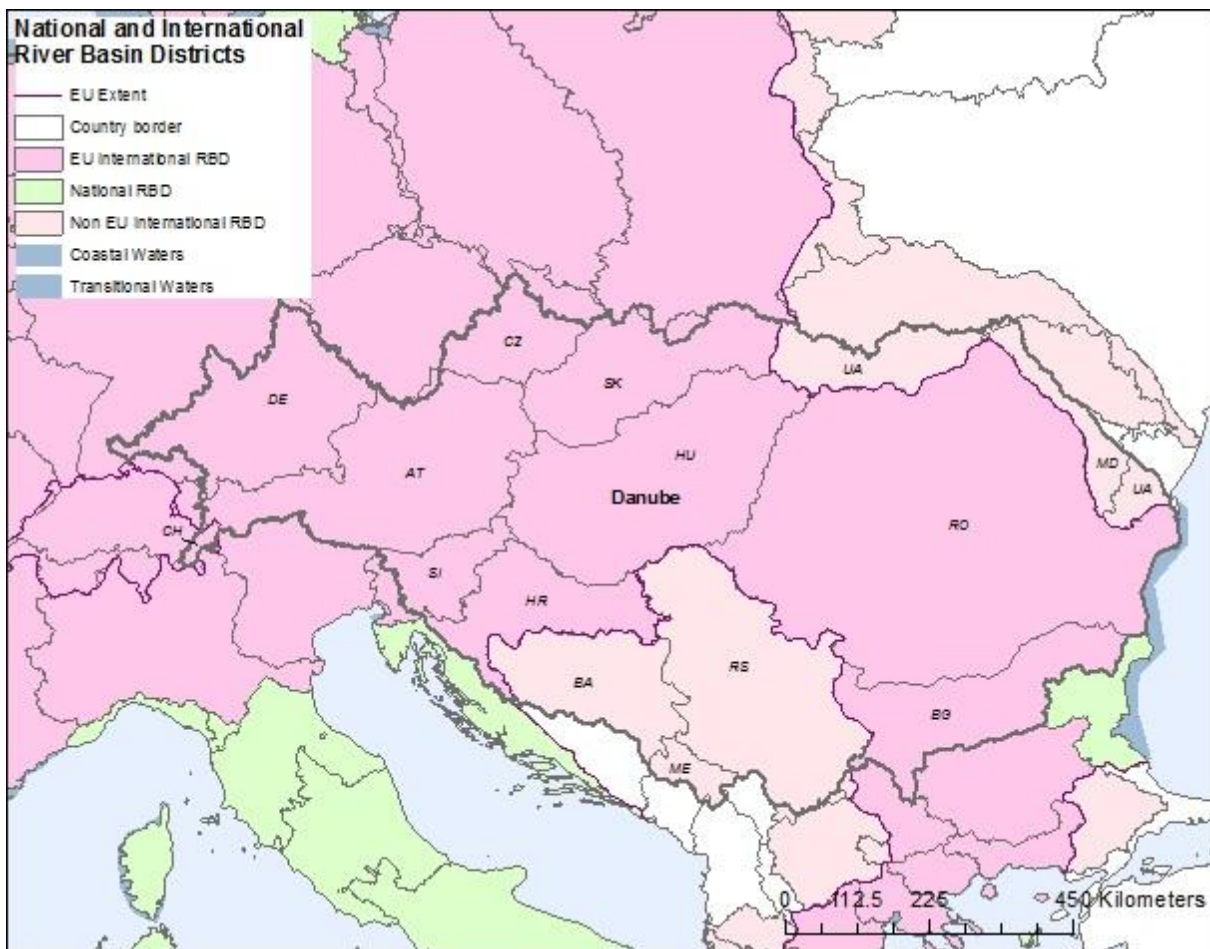 National and International
River Basin Districts
EU Extent
Country border
EU International RBD
National RBD
Non EU International RBD
Coastal Waters
Transitional Waters
CZ
UA
SK
DE
HU
AT
MD
UA
Danube
RO
CH
SI
HR
RS
BA
BG
ME
0 112.5 225 450 Kilometers